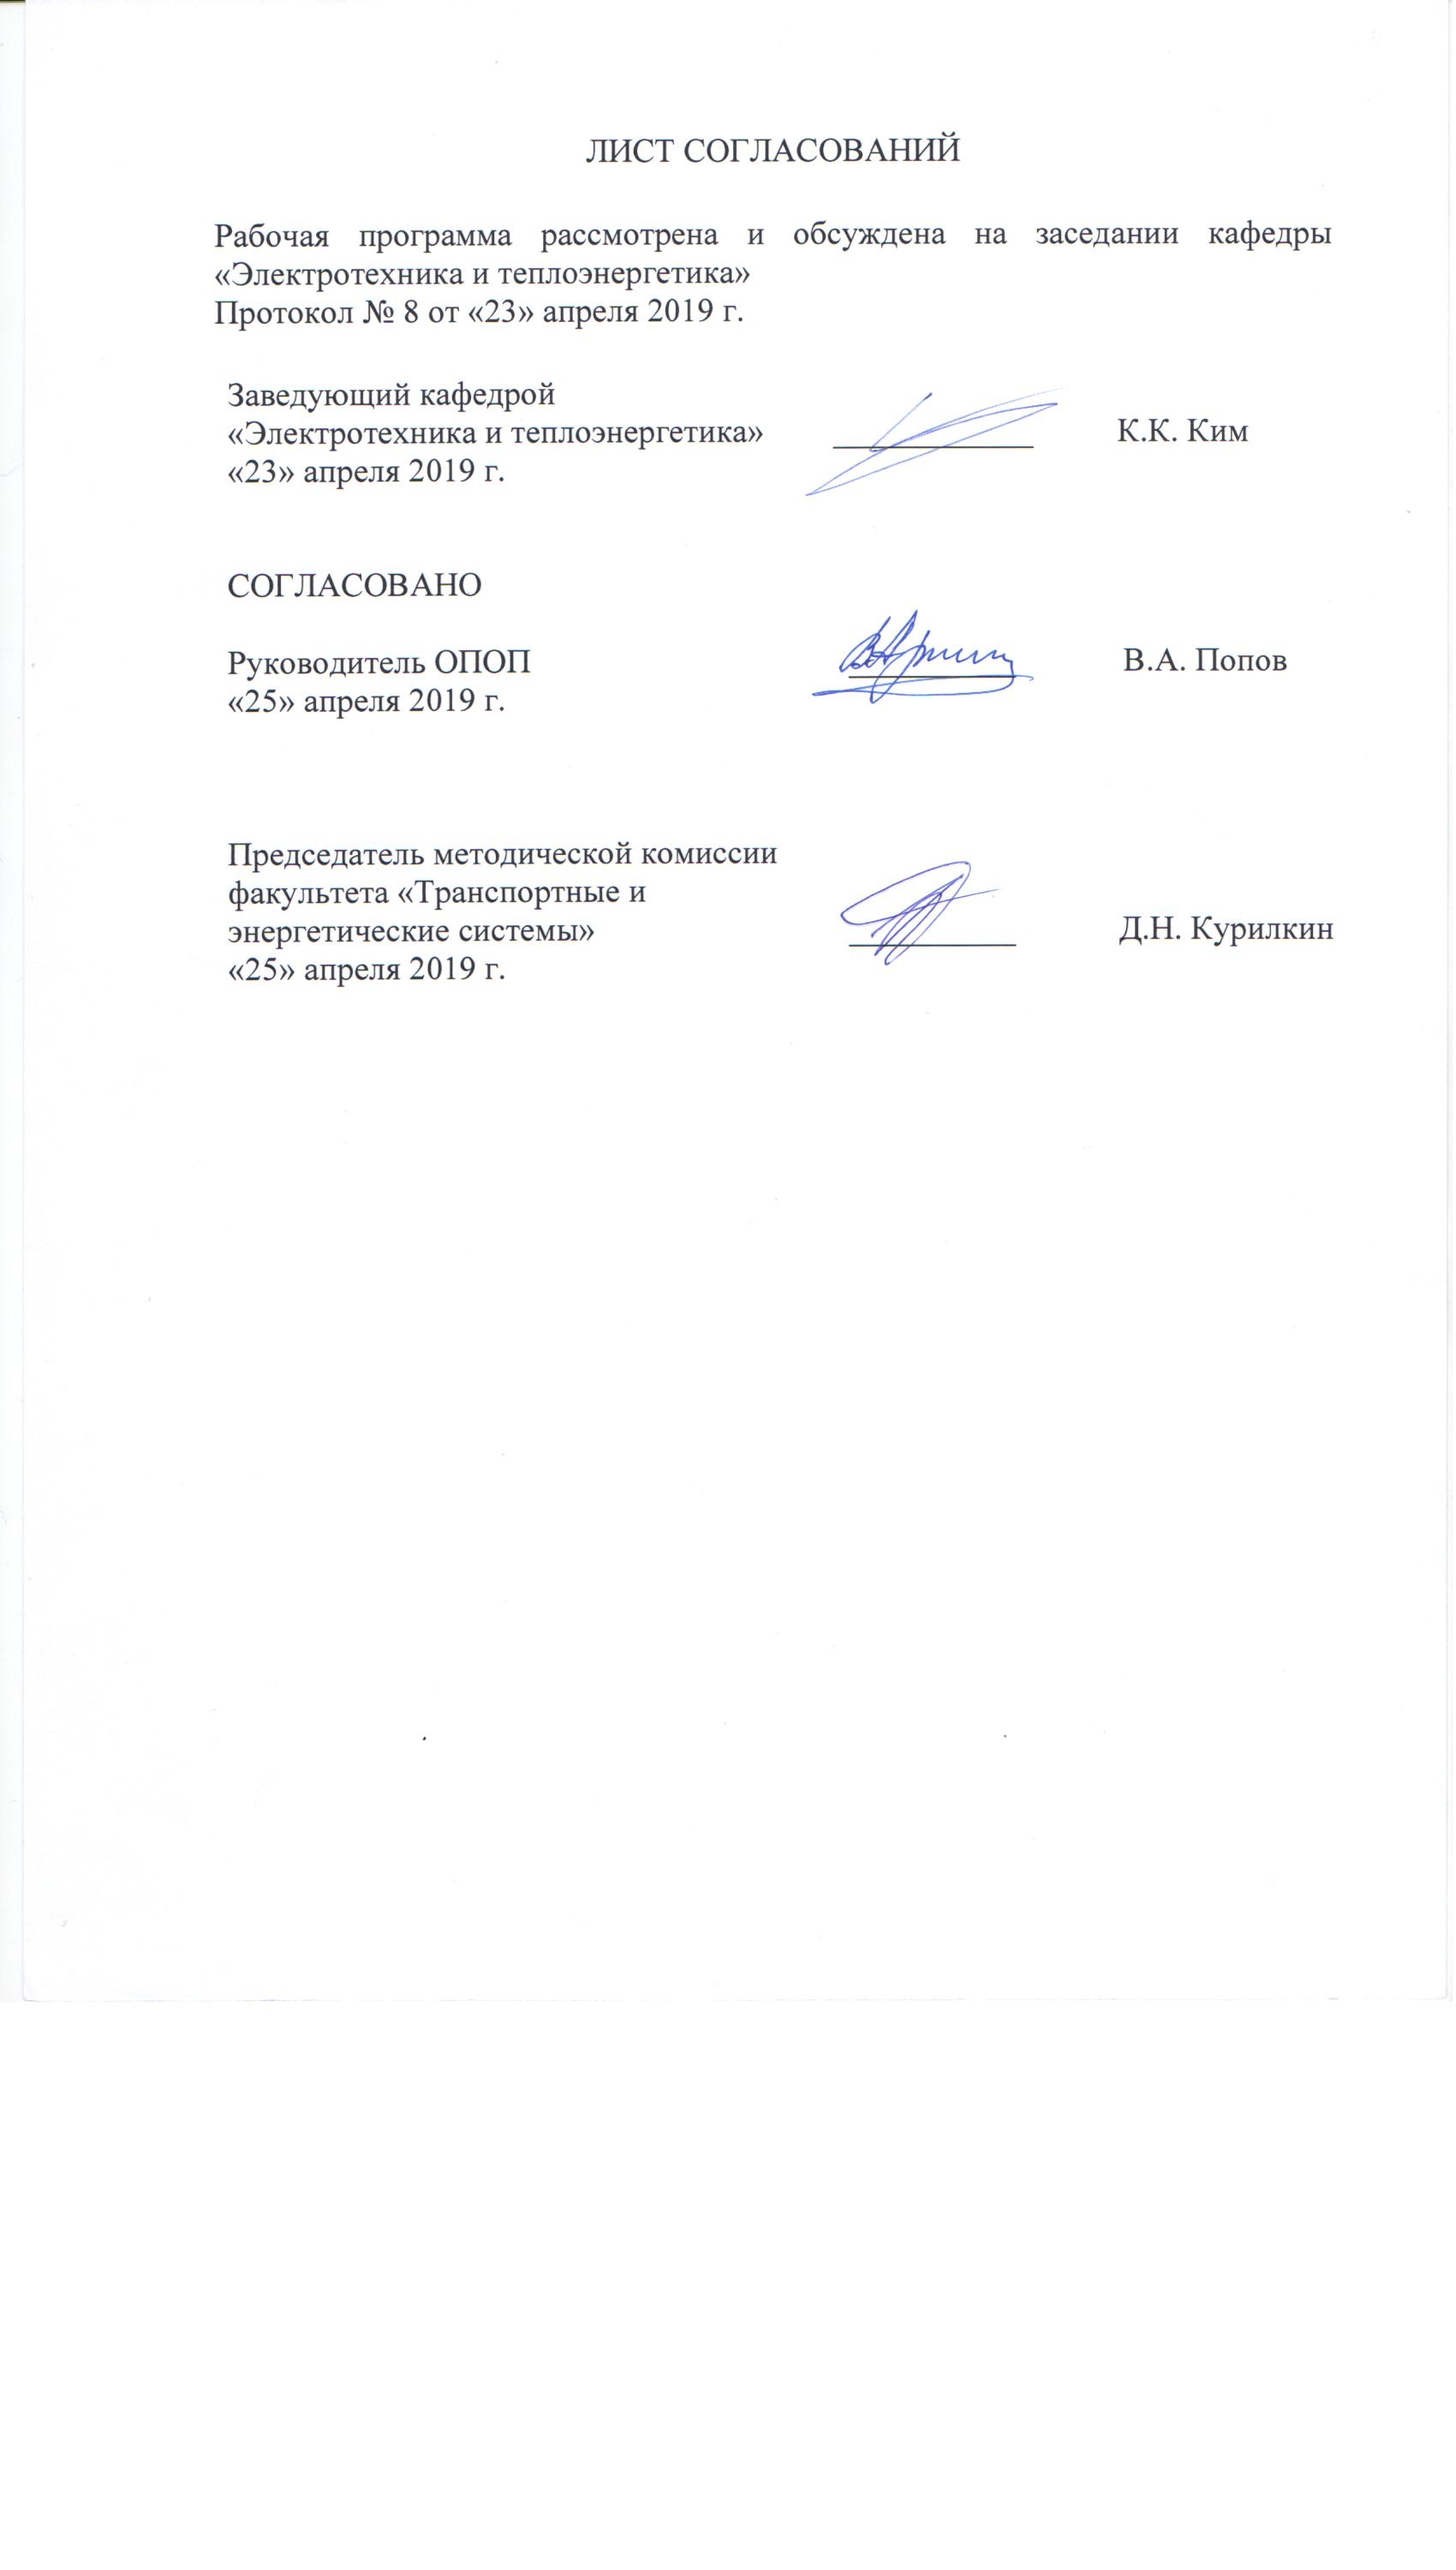 ЛИСТ СОГЛАСОВАНИЙ
Рабочая программа рассмотрена и обсуждена на заседании кафедры
«Электротехника и теплоэнергетика»
Протокол № 8 от «23» апреля 2019 г.
Заведующий кафедрой
«Электротехника и теплоэнергетика» К.К. Ким
«23» апреля 2019 г.
СОГЛАСОВАНО
Руководитель ОПОП В.А. Попов
«25» апреля 2019 г.
Председатель методической комиссии
факультета «Транспортные и
энергетические системы» Д.Н. Курилкин
«25» апреля 2019 г.